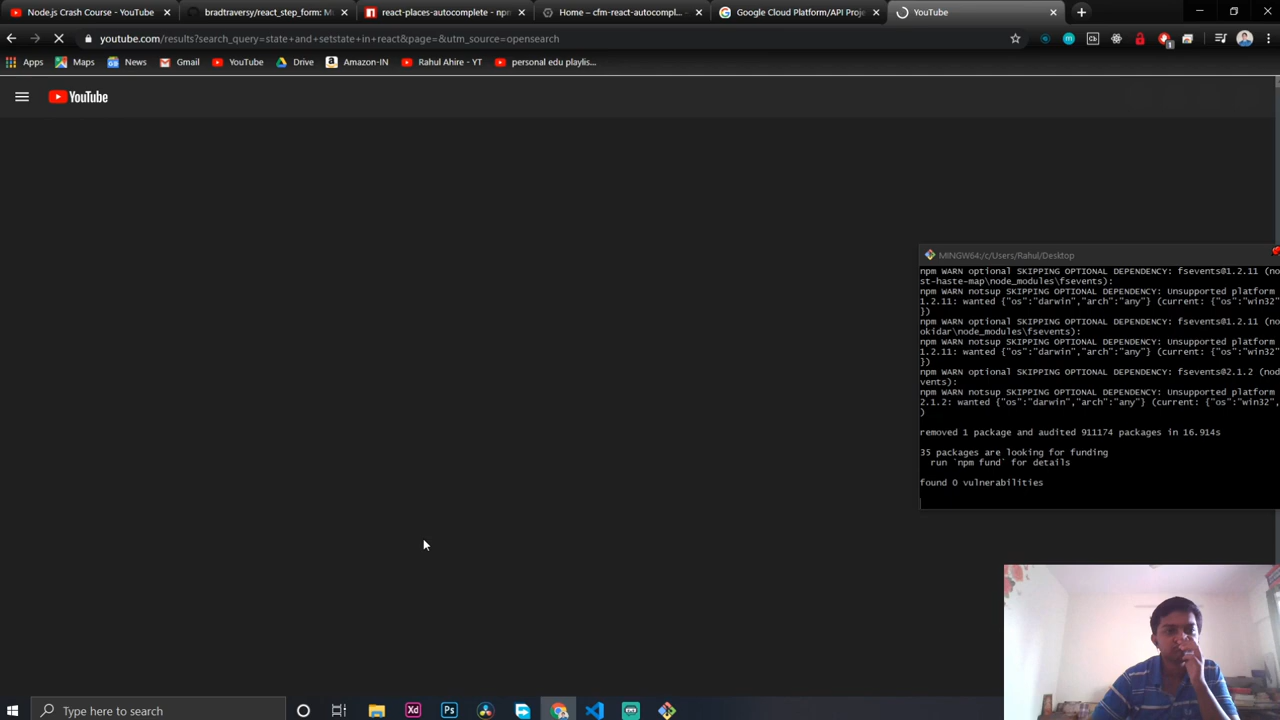 Node.js Crash Course - YouTube
bradtraversy/react_step_form: M
react-places-autocomplete - npm
Home – cfm-react-autocompl...
Google Cloud Platform/API Proje
YouTube
youtube.com/results?search_query=state+and+setstate+in+react&page=&utm_source=opensearch
Apps
Maps
News
Gmail
YouTube
Drive
Amazon-IN
Rahul Ahire - YT
personal edu playlis...
YouTube
MINGW64:/c/Users/Rahul/Desktop
npm WARN optional SKIPPING OPTIONAL DEPENDENCY: fsevents@1.2.11 (no
st-haste-map\node_modules\fsevents):
npm WARN notsup SKIPPING OPTIONAL DEPENDENCY: Unsupported platform
1.2.11: wanted {"os":"darwin","arch":"any"} (current: {"os":"win32"
})
npm WARN optional SKIPPING OPTIONAL DEPENDENCY: fsevents@1.2.11 (no
okidar\node_modules\fsevents):
npm WARN notsup SKIPPING OPTIONAL DEPENDENCY: Unsupported platform
1.2.11: wanted {"os":"darwin","arch":"any"} (current: {"os":"win32"
})
npm WARN optional SKIPPING OPTIONAL DEPENDENCY: fsevents@2.1.2 (nod
vents):
npm WARN notsup SKIPPING OPTIONAL DEPENDENCY: Unsupported platform
2.1.2: wanted {"os":"darwin","arch":"any"} (current: {"os":"win32",
)
removed 1 package and audited 911174 packages in 16.914s
35 packages are looking for funding
run `npm fund` for details
found 0 vulnerabilities
Type here to search
Xd
Ps